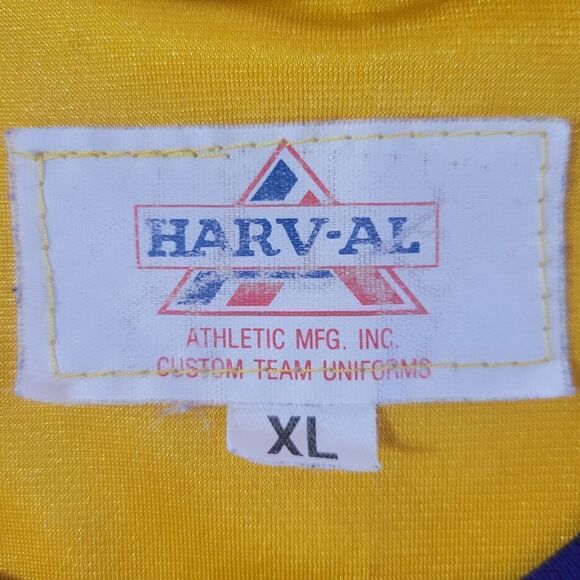 HARV-AL
ATHLETIC MFG. INC.
CUSTOM TEAM UNIFORMS
XL